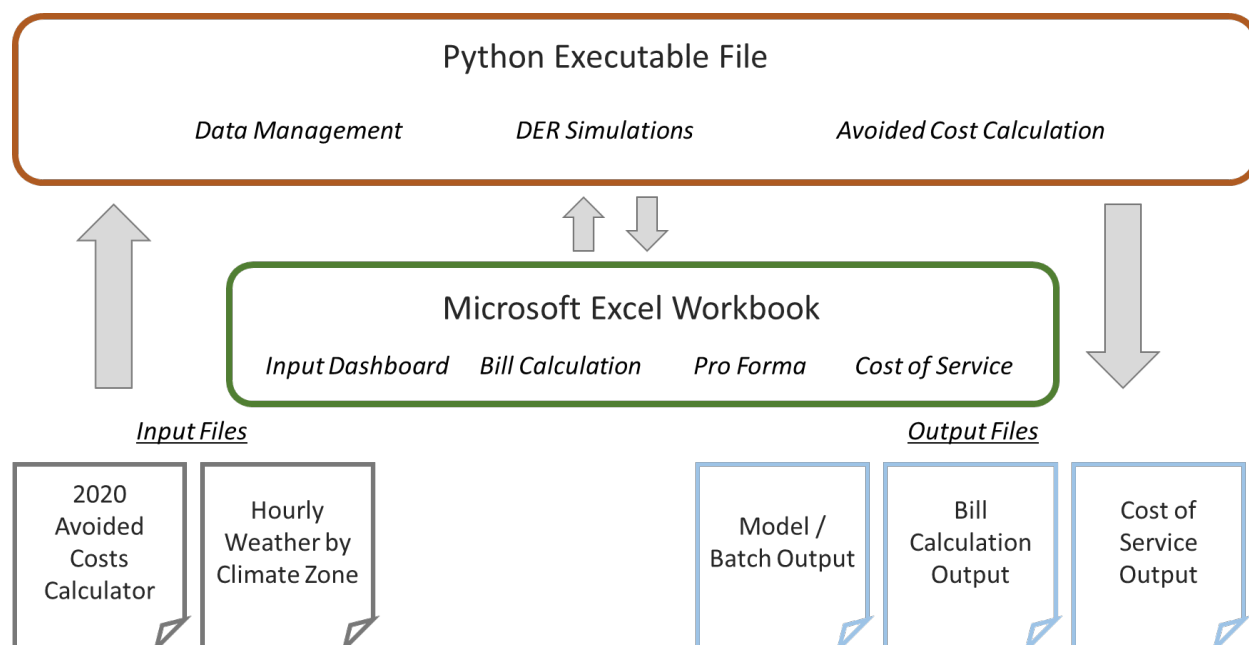 Python Executable File
Data Management DER Simulations Avoided Cost Calculation
Microsoft Excel Workbook
Input Dashboard Bill Calculation Pro Forma Cost of Service
Input Files
Output Files
2020
Avoided
Costs
Calculator
Hourly
Weather by
Climate Zone
Model /
Batch Output
Bill
Calculation
Output
Cost of
Service
Output